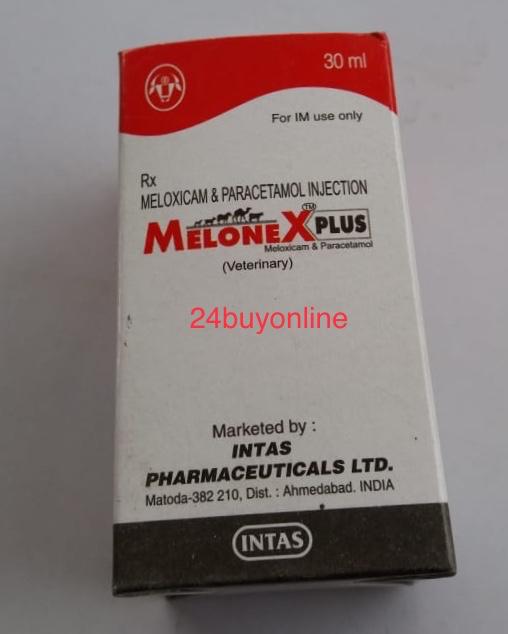 30 ml
For IM use only
Rx
MELOXICAM & PARACETAMOL INJECTION
MELONEX PLUS TM
Meloxicam & Paracetamol
(Veterinary)
24buyonline
Marketed by :
INTAS
PHARMACEUTICALS LTD.
Matoda-382 210, Dist. : Ahmedabad. INDIA
INTAS